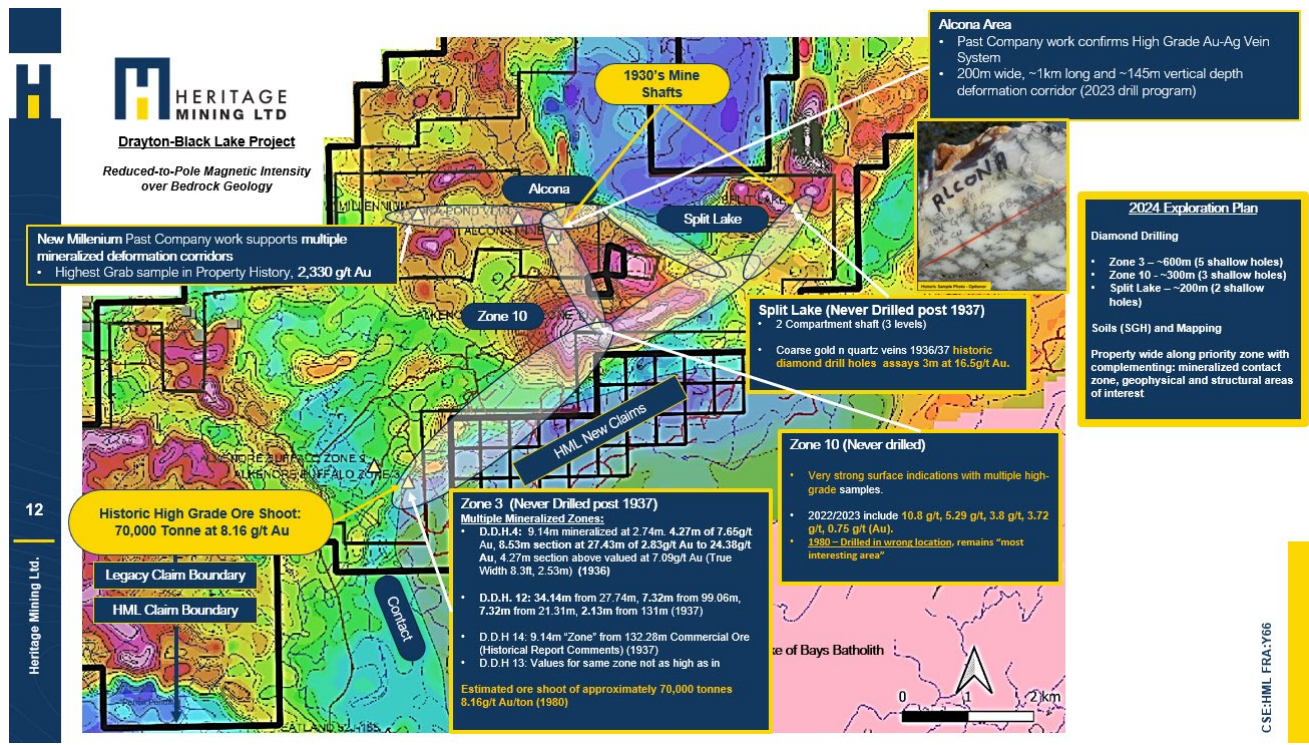 HERITAGE
MINING LTD
Drayton-Black Lake Project
Reduced-to-Pole Magnetic Intensity
over Bedrock Geology
1930's Mine
Shafts
Alcona Area
• Past Company work confirms High Grade Au-Ag Vein
System
• 200m wide, ~1km long and ~145m vertical depth
deformation corridor (2023 drill program)
ALCONA
Historic Sample Photo - Optionor
Alcona
Split Lake
New Millenium Past Company work supports multiple
mineralized deformation corridors
• Highest Grab sample in Property History, 2,330 g/t Au
Zone 10
Split Lake (Never Drilled post 1937)
• 2 Compartment shaft (3 levels)
• Coarse gold n quartz veins 1936/37 historic
diamond drill holes assays 3m at 16.5g/t Au.
2024 Exploration Plan
Diamond Drilling
• Zone 3 – ~600m (5 shallow holes)
• Zone 10 - ~300m (3 shallow holes)
• Split Lake – ~200m (2 shallow
holes)
Soils (SGH) and Mapping
Property wide along priority zone with
complementing: mineralized contact
zone, geophysical and structural areas
of interest
HML New Claims
Zone 10 (Never drilled)
• Very strong surface indications with multiple high-
grade samples.
• 2022/2023 include 10.8 g/t, 5.29 g/t, 3.8 g/t, 3.72
g/t, 0.75 g/t (Au).
• 1980 – Drilled in wrong location, remains "most
interesting area"
ALKENORE BUFFALO ZONE
ALKENORE BUFFALO ZONE 3
Historic High Grade Ore Shoot:
70,000 Tonne at 8.16 g/t Au
Legacy Claim Boundary
HML Claim Boundary
Contact
Zone 3 (Never Drilled post 1937)
Multiple Mineralized Zones:
• D.D.H.4: 9.14m mineralized at 2.74m. 4.27m of 7.65g/t
Au, 8.53m section at 27.43m of 2.83g/t Au to 24.38g/t
Au, 4.27m section above valued at 7.09g/t Au (True
Width 8.3ft, 2.53m) (1936)
• D.D.H. 12: 34.14m from 27.74m, 7.32m from 99.06m,
7.32m from 21.31m, 2.13m from 131m (1937)
• D.D.H 14: 9.14m "Zone" from 132.28m Commercial Ore
(Historical Report Comments) (1937)
• D.D.H 13: Values for same zone not as high as in
Estimated ore shoot of approximately 70,000 tonnes
8.16g/t Au/ton (1980)
ke of Bays Batholith
0 1 2 km
12
Heritage Mining Ltd.
CSE:HML FRA:Y66